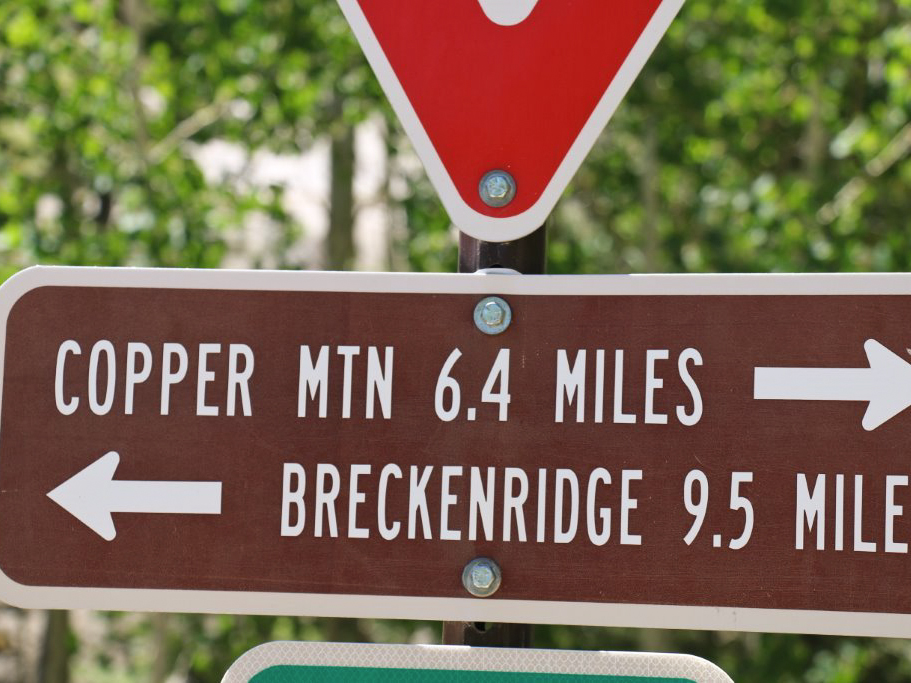 COPPER MTN 6.4 MILES
BRECKENRIDGE 9.5 MILE